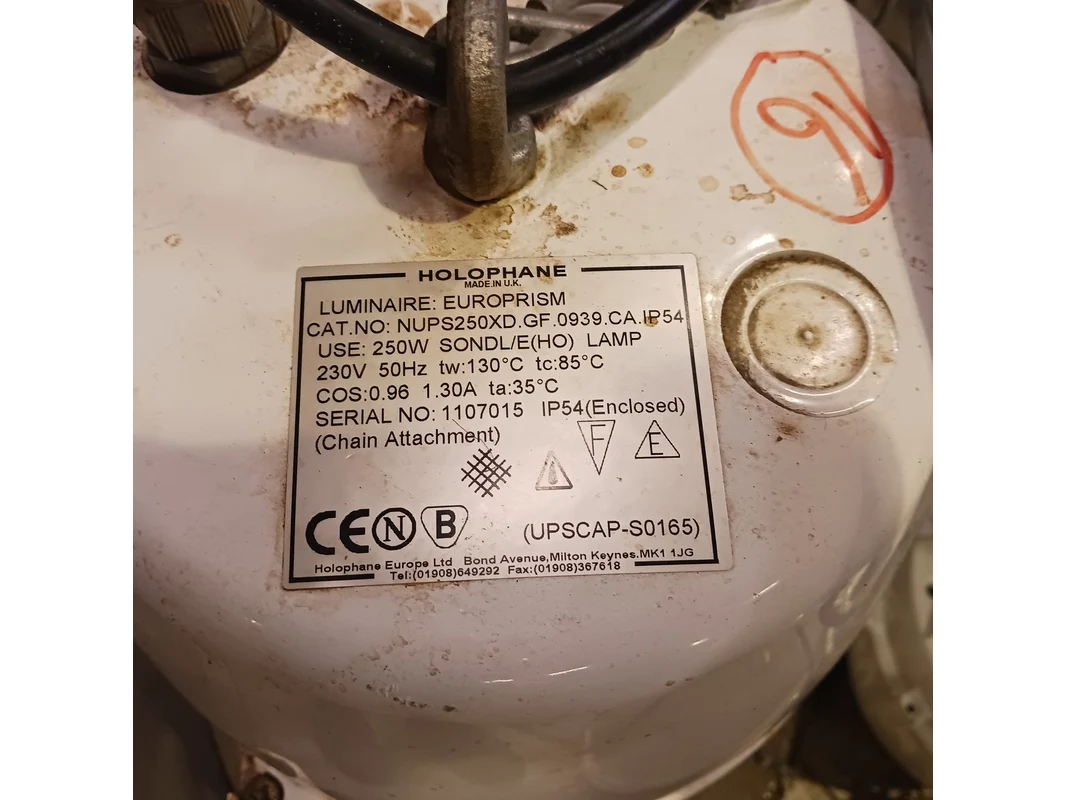 HOLOPHANE
MADE.IN U.K.
LUMINAIRE: EUROPRISM
CAT.NO: NUPS250XD.GF.0939.CA.IP54
USE: 250W SONDL/E(HO) LAMP
230V 50Hz tw:130°C tc:85°C
COS:0.96 1.30A ta:35°C
SERIAL NO: 1107015 IP54(Enclosed)
(Chain Attachment)
F E
CE N B (UPSCAP-S0165)
Holophane Europe Ltd Bond Avenue,Milton Keynes.MK1 1JG
Tel:(01908)649292 Fax:(01908)367618